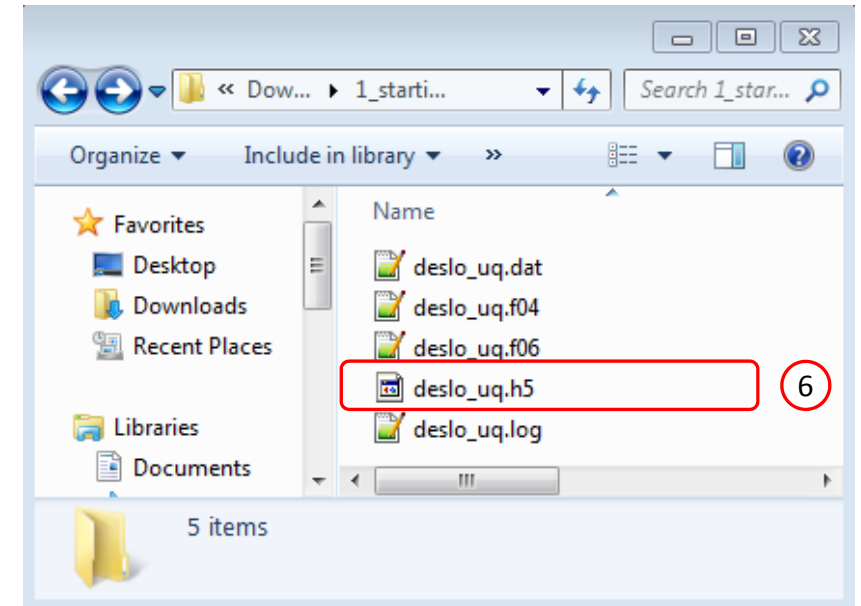 « Dow... 1_starti... Search 1_star...
Organize Include in library »
Favorites
Desktop
Downloads
Recent Places
Libraries
Documents
Name
deslo_uq.dat
deslo_uq.f04
deslo_uq.f06
deslo_uq.h5
6
deslo_uq.log
5 items